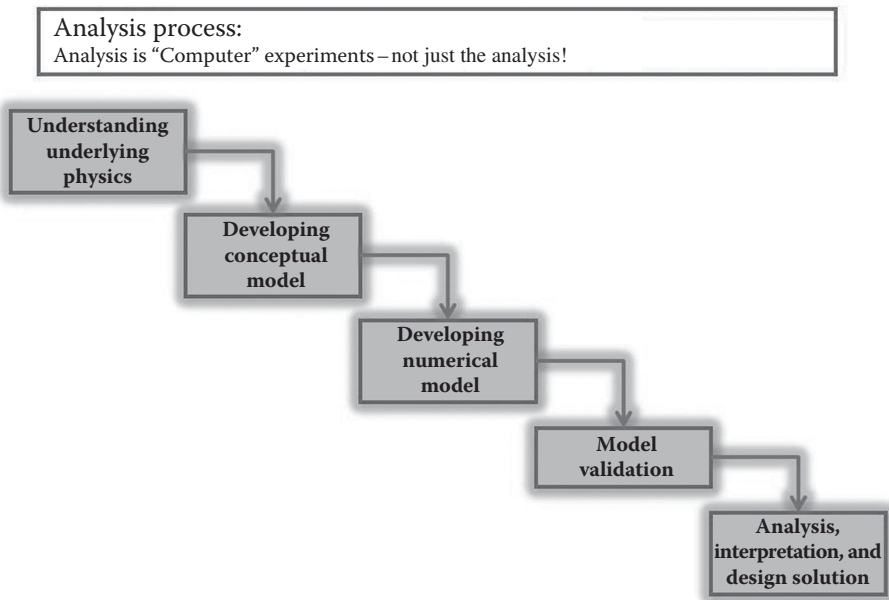 Analysis process:
Analysis is “Computer” experiments – not just the analysis!
Understanding
underlying
physics
Developing
conceptual
model
Developing
numerical
model
Model
validation
Analysis,
interpretation, and
design solution